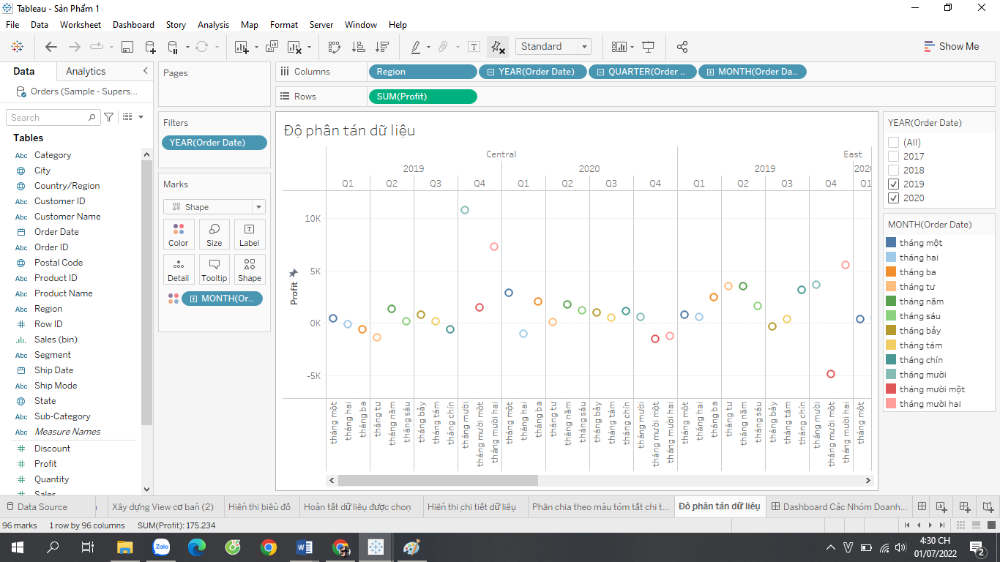 Tableau - Sản Phẩm 1
File Data Worksheet Dashboard Story Analysis Map Format Server Window Help
Standard
Show Me
Data Analytics
Orders (Sample - Supers...
Search
Tables
Abc Category
City
Country/Region
Abc Customer ID
Abc Customer Name
Order Date
Abc Order ID
Postal Code
Abc Product ID
Abc Product Name
Abc Region
Row ID
Sales (bin)
Abc Segment
Ship Date
Abc Ship Mode
State
Abc Sub-Category
Abc Measure Names
Discount
Profit
Quantity
Sales
Pages
Filters
YEAR(Order Date)
Marks
Shape
Color Size Label
Detail Tooltip Shape
MONTH(Or..
Columns Region YEAR(Order Date) QUARTER(Order .. MONTH(Order Da..
Rows SUM(Profit)
Độ phân tán dữ liệu
Central East
2019 2020 2019 2020
Q1 Q2 Q3 Q4 Q1 Q2 Q3 Q4 Q1 Q2 Q3 Q4 Q1
10K
5K
0K
-5K
Profit
tháng một
tháng hai
tháng ba
tháng tư
tháng năm
tháng sáu
tháng bảy
tháng tám
tháng chín
tháng mười
tháng mười một
tháng mười hai
tháng một
tháng hai
tháng ba
tháng tư
tháng năm
tháng sáu
tháng bảy
tháng tám
tháng chín
tháng mười
tháng mười một
tháng mười hai
tháng một
tháng hai
tháng ba
tháng tư
tháng năm
tháng sáu
tháng bảy
tháng tám
tháng chín
tháng mười
tháng mười một
tháng mười hai
tháng một
YEAR(Order Date)
(All)
2017
2018
2019
2020
MONTH(Order Date)
tháng một
tháng hai
tháng ba
tháng tư
tháng năm
tháng sáu
tháng bảy
tháng tám
tháng chín
tháng mười
tháng mười một
tháng mười hai
Data Source Xây dựng View cơ bản (2) Hiển thị biểu đồ Hoàn tất dữ liệu được chọn Hiển thị chi tiết dữ liệu Phân chia theo màu tóm tắt chi t... Độ phân tán dữ liệu Dashboard Các Nhóm Doanh...
96 marks 1 row by 96 columns SUM(Profit): 175.234
Zalo
4:30 CH
01/07/2022
2